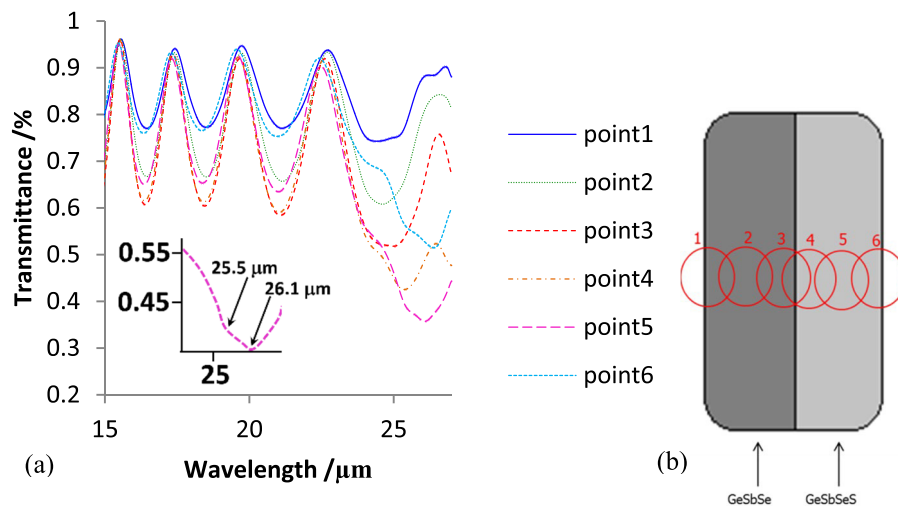 1
0.9
0.8
0.7
0.6
0.5
0.4
0.3
0.2
Transmittance /%
15
20
25
Wavelength /µm
(a)
0.55
0.45
25
25.5 µm
26.1 µm
point1
point2
point3
point4
point5
point6
1 2 3 4 5 6
(b)
GeSbSe
GeSbSeS